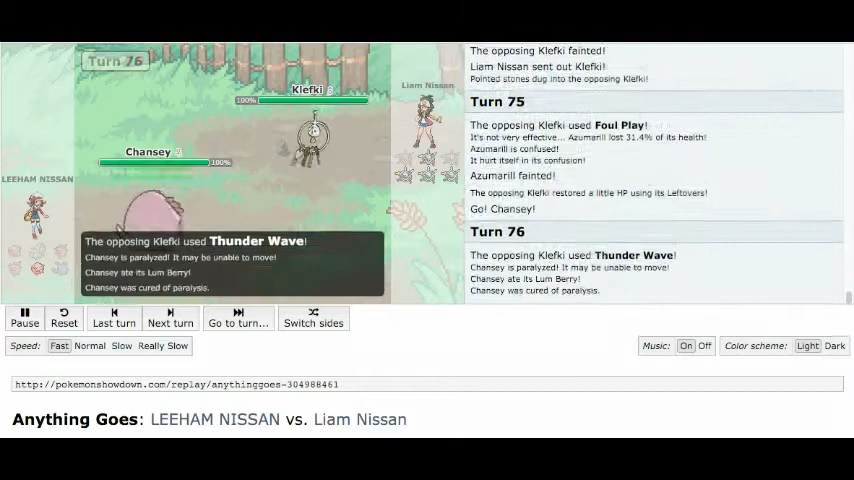 Turn 76
Klefki
100%
Chansey
100%
LEEHAM NISSAN
Liam Nissan
The opposing Klefki used Thunder Wave!
Chansey is paralyzed! It may be unable to move!
Chansey ate its Lum Berry!
Chansey was cured of paralysis.
The opposing Klefki fainted!
Liam Nissan sent out Klefki!
Pointed stones dug into the opposing Klefki!
Turn 75
The opposing Klefki used Foul Play!
It's not very effective... Azumarill lost 31.4% of its health!
Azumarill is confused!
It hurt itself in its confusion!
Azumarill fainted!
The opposing Klefki restored a little HP using its Leftovers!
Go! Chansey!
Turn 76
The opposing Klefki used Thunder Wave!
Chansey is paralyzed! It may be unable to move!
Chansey ate its Lum Berry!
Chansey was cured of paralysis.
Pause
Reset
Last turn
Next turn
Go to turn...
Switch sides
Speed: Fast Normal Slow Really Slow
Music: On Off
Color scheme: Light Dark
http://pokemonshowdown.com/replay/anythinggoes-304988461
Anything Goes: LEEHAM NISSAN vs. Liam Nissan